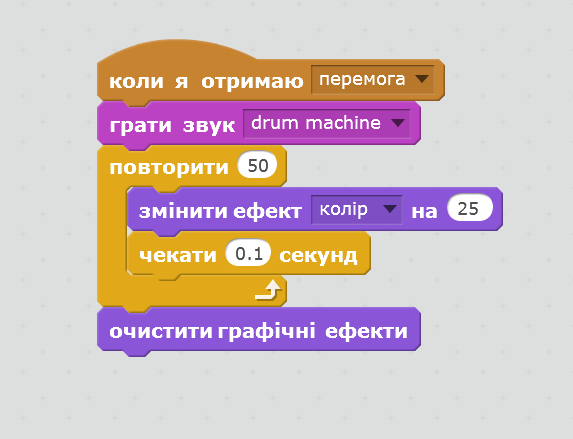 коли я отримаю перемога
грати звук drum machine
повторити 50
змінити ефект колір на 25
чекати 0.1 секунд
очистити графічні ефекти